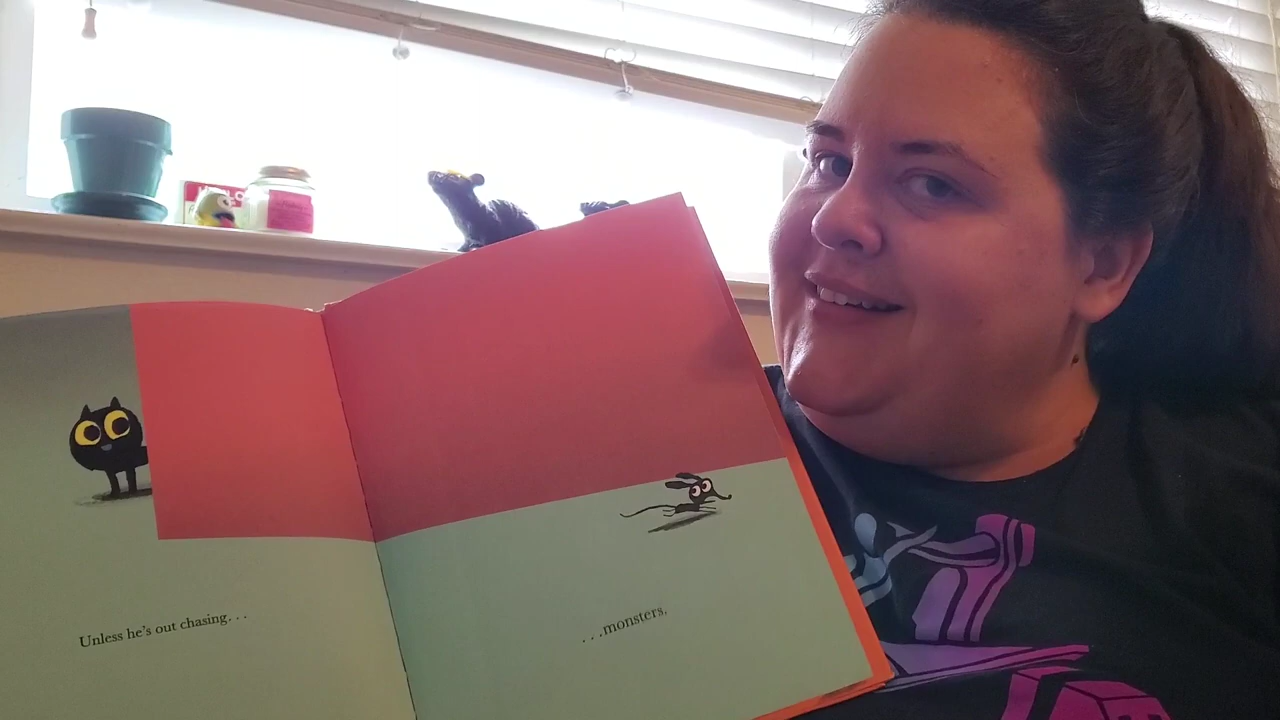 Unless he's out chasing. . .
. . .monsters.